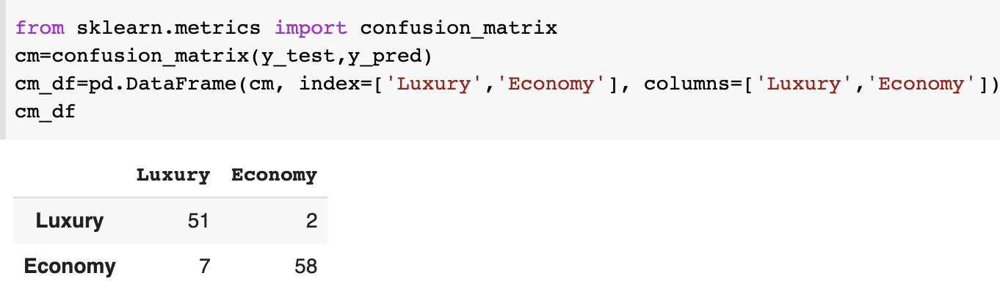 from sklearn.metrics import confusion_matrix
cm=confusion_matrix(y_test,y_pred)
cm_df=pd.DataFrame(cm, index=['Luxury','Economy'], columns=['Luxury','Economy'])
cm_df
Luxury Economy
Luxury 51 2
Economy 7 58